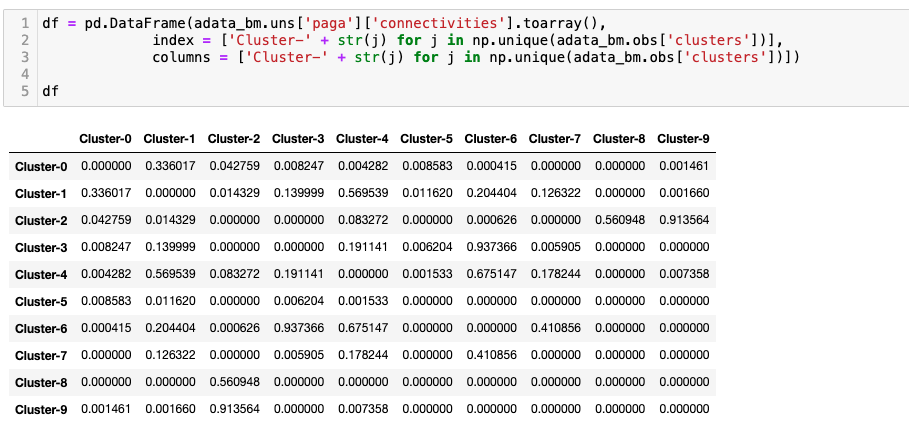 1 df = pd.DataFrame(adata_bm.uns['paga']['connectivities'].toarray(),
2 index = ['Cluster-' + str(j) for j in np.unique(adata_bm.obs['clusters'])],
3 columns = ['Cluster-' + str(j) for j in np.unique(adata_bm.obs['clusters'])])
4
5 df
Cluster-0 Cluster-1 Cluster-2 Cluster-3 Cluster-4 Cluster-5 Cluster-6 Cluster-7 Cluster-8 Cluster-9
Cluster-0 0.000000 0.336017 0.042759 0.008247 0.004282 0.008583 0.000415 0.000000 0.000000 0.001461
Cluster-1 0.336017 0.000000 0.014329 0.139999 0.569539 0.011620 0.204404 0.126322 0.000000 0.001660
Cluster-2 0.042759 0.014329 0.000000 0.000000 0.083272 0.000000 0.000626 0.000000 0.560948 0.913564
Cluster-3 0.008247 0.139999 0.000000 0.000000 0.191141 0.006204 0.937366 0.005905 0.000000 0.000000
Cluster-4 0.004282 0.569539 0.083272 0.191141 0.000000 0.001533 0.675147 0.178244 0.000000 0.007358
Cluster-5 0.008583 0.011620 0.000000 0.006204 0.001533 0.000000 0.000000 0.000000 0.000000 0.000000
Cluster-6 0.000415 0.204404 0.000626 0.937366 0.675147 0.000000 0.000000 0.410856 0.000000 0.000000
Cluster-7 0.000000 0.126322 0.000000 0.005905 0.178244 0.000000 0.410856 0.000000 0.000000 0.000000
Cluster-8 0.000000 0.000000 0.560948 0.000000 0.000000 0.000000 0.000000 0.000000 0.000000 0.000000
Cluster-9 0.001461 0.001660 0.913564 0.000000 0.007358 0.000000 0.000000 0.000000 0.000000 0.000000